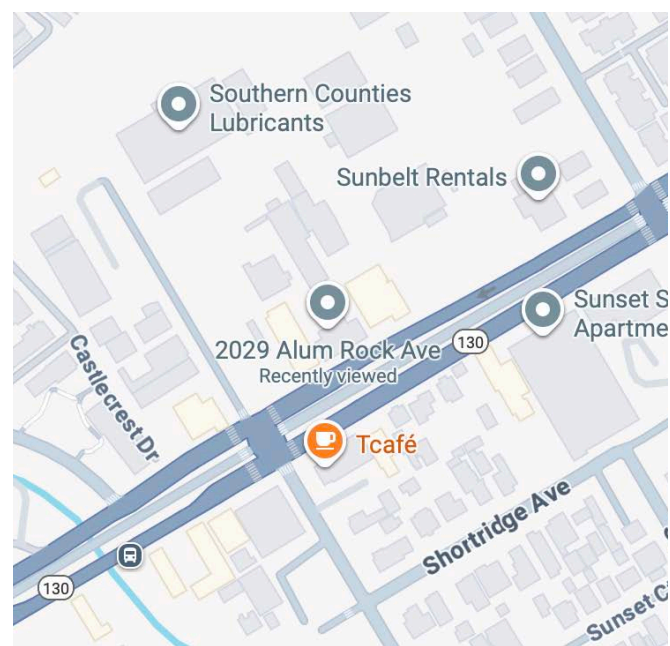 Southern Counties
Lubricants
Sunbelt Rentals
Sunset S
Apartme
130
2029 Alum Rock Ave
Recently viewed
Castlecrest Dr
Tcafé
Shortridge Ave
130
Sunset C